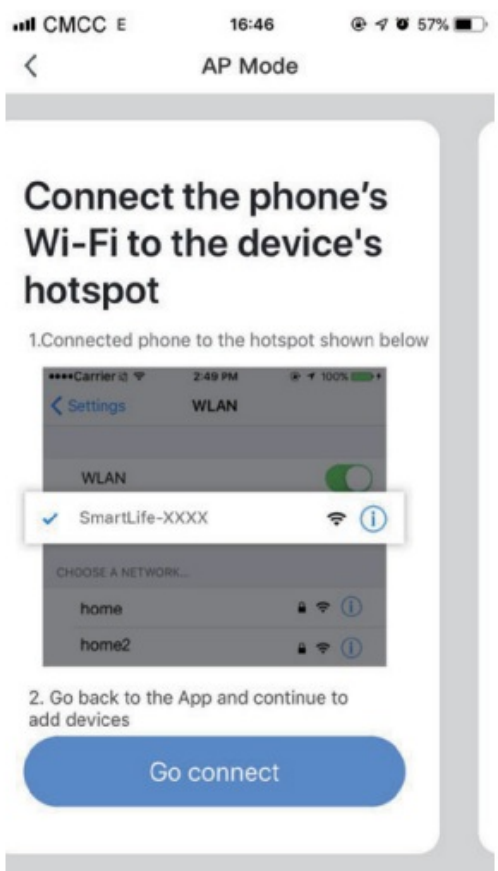 CMCC E 16:46 57%
AP Mode
Connect the phone's
Wi-Fi to the device's
hotspot
1.Connected phone to the hotspot shown below
Carrier 2:49 PM 100%
Settings WLAN
WLAN
SmartLife-XXXX
CHOOSE A NETWORK...
home
home2
2. Go back to the App and continue to
add devices
Go connect